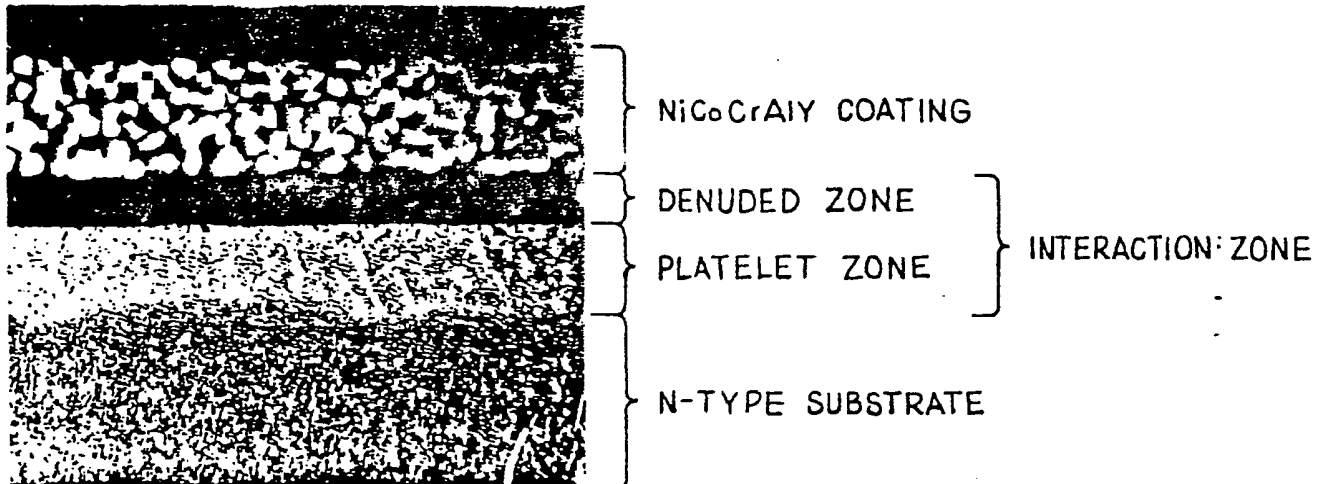 NiCoCrAlY COATING
DENUDED ZONE
INTERACTION: ZONE
PLATELET ZONE
N-TYPE SUBSTRATE